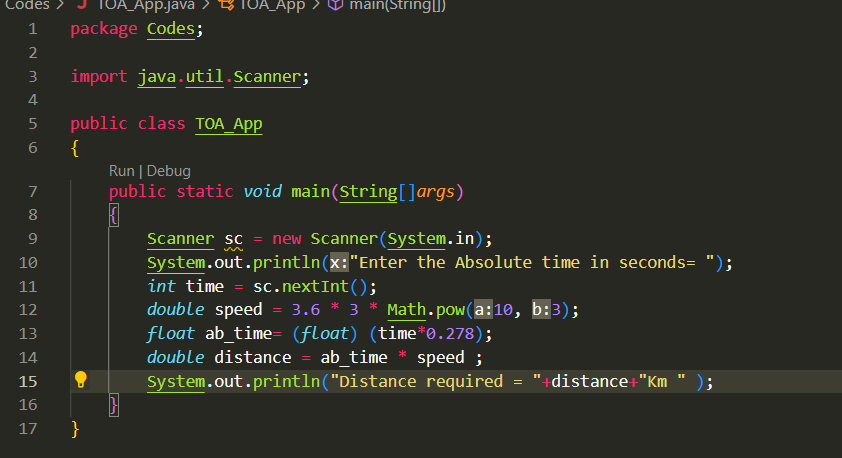 Codes > J TOA_App.java > TOA_App > main(String[])
1 package Codes;
2
3 import java.util.Scanner;
4
5 public class TOA_App
6 {
Run | Debug
7 public static void main(String[]args)
8 {
9 Scanner sc = new Scanner(System.in);
10 System.out.println(x:"Enter the Absolute time in seconds= ");
11 int time = sc.nextInt();
12 double speed = 3.6 * 3 * Math.pow(a:10, b:3);
13 float ab_time= (float) (time*0.278);
14 double distance = ab_time * speed ;
15 System.out.println("Distance required = "+distance+"Km " );
16 }
17 }